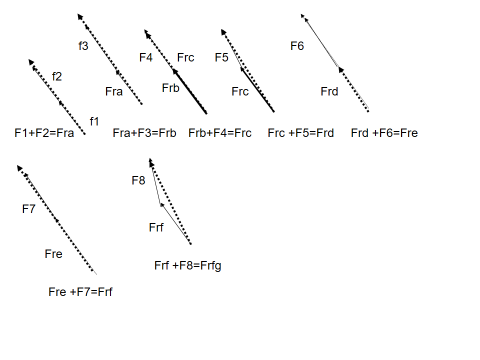 f3
F4
Frc
F5
F6
f2
Fra
Frb
Frc
Frd
f1
F1+F2=Fra
Fra+F3=Frb
Frb+F4=Frc
Frc +F5=Frd
Frd +F6=Fre
F7
F8
Frf
Fre
Frf +F8=Frfg
Fre +F7=Frf